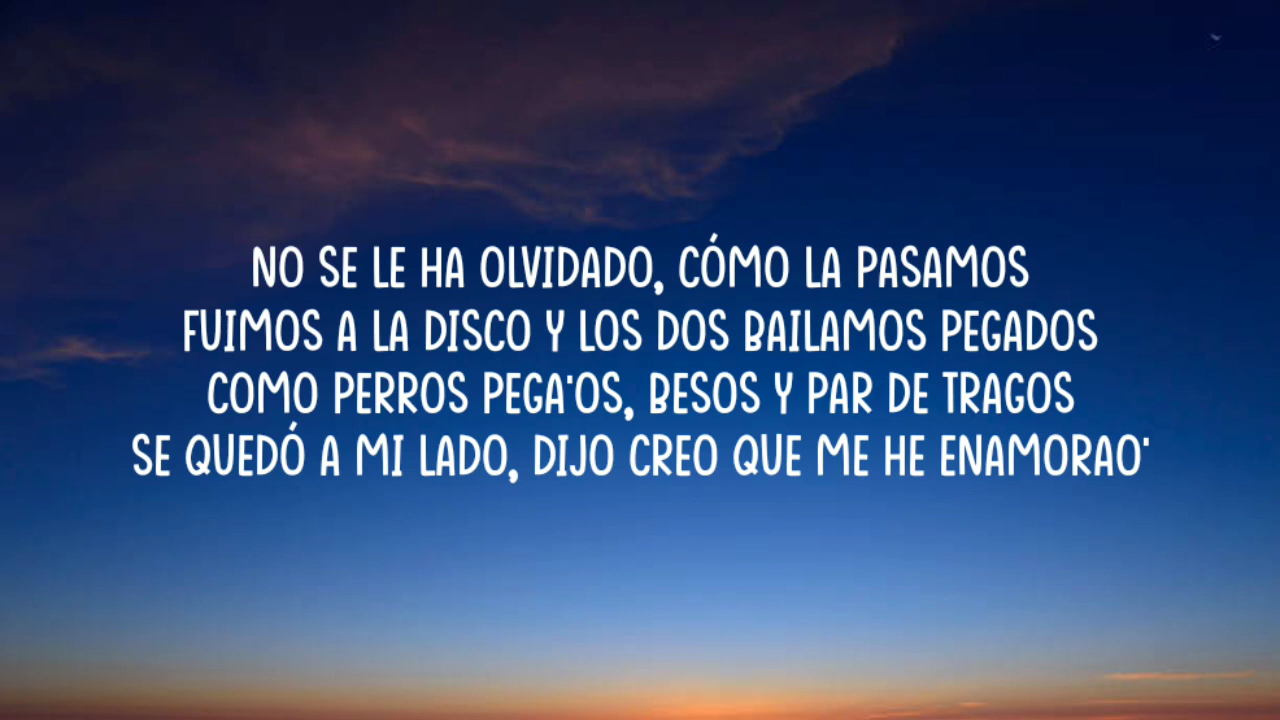 NO SE LE HA OLVIDADO, CÓMO LA PASAMOS
FUIMOS A LA DISCO Y LOS DOS BAILAMOS PEGADOS
COMO PERROS PEGA'OS, BESOS Y PAR DE TRAGOS
SE QUEDÓ A MI LADO, DIJO CREO QUE ME HE ENAMORAO'